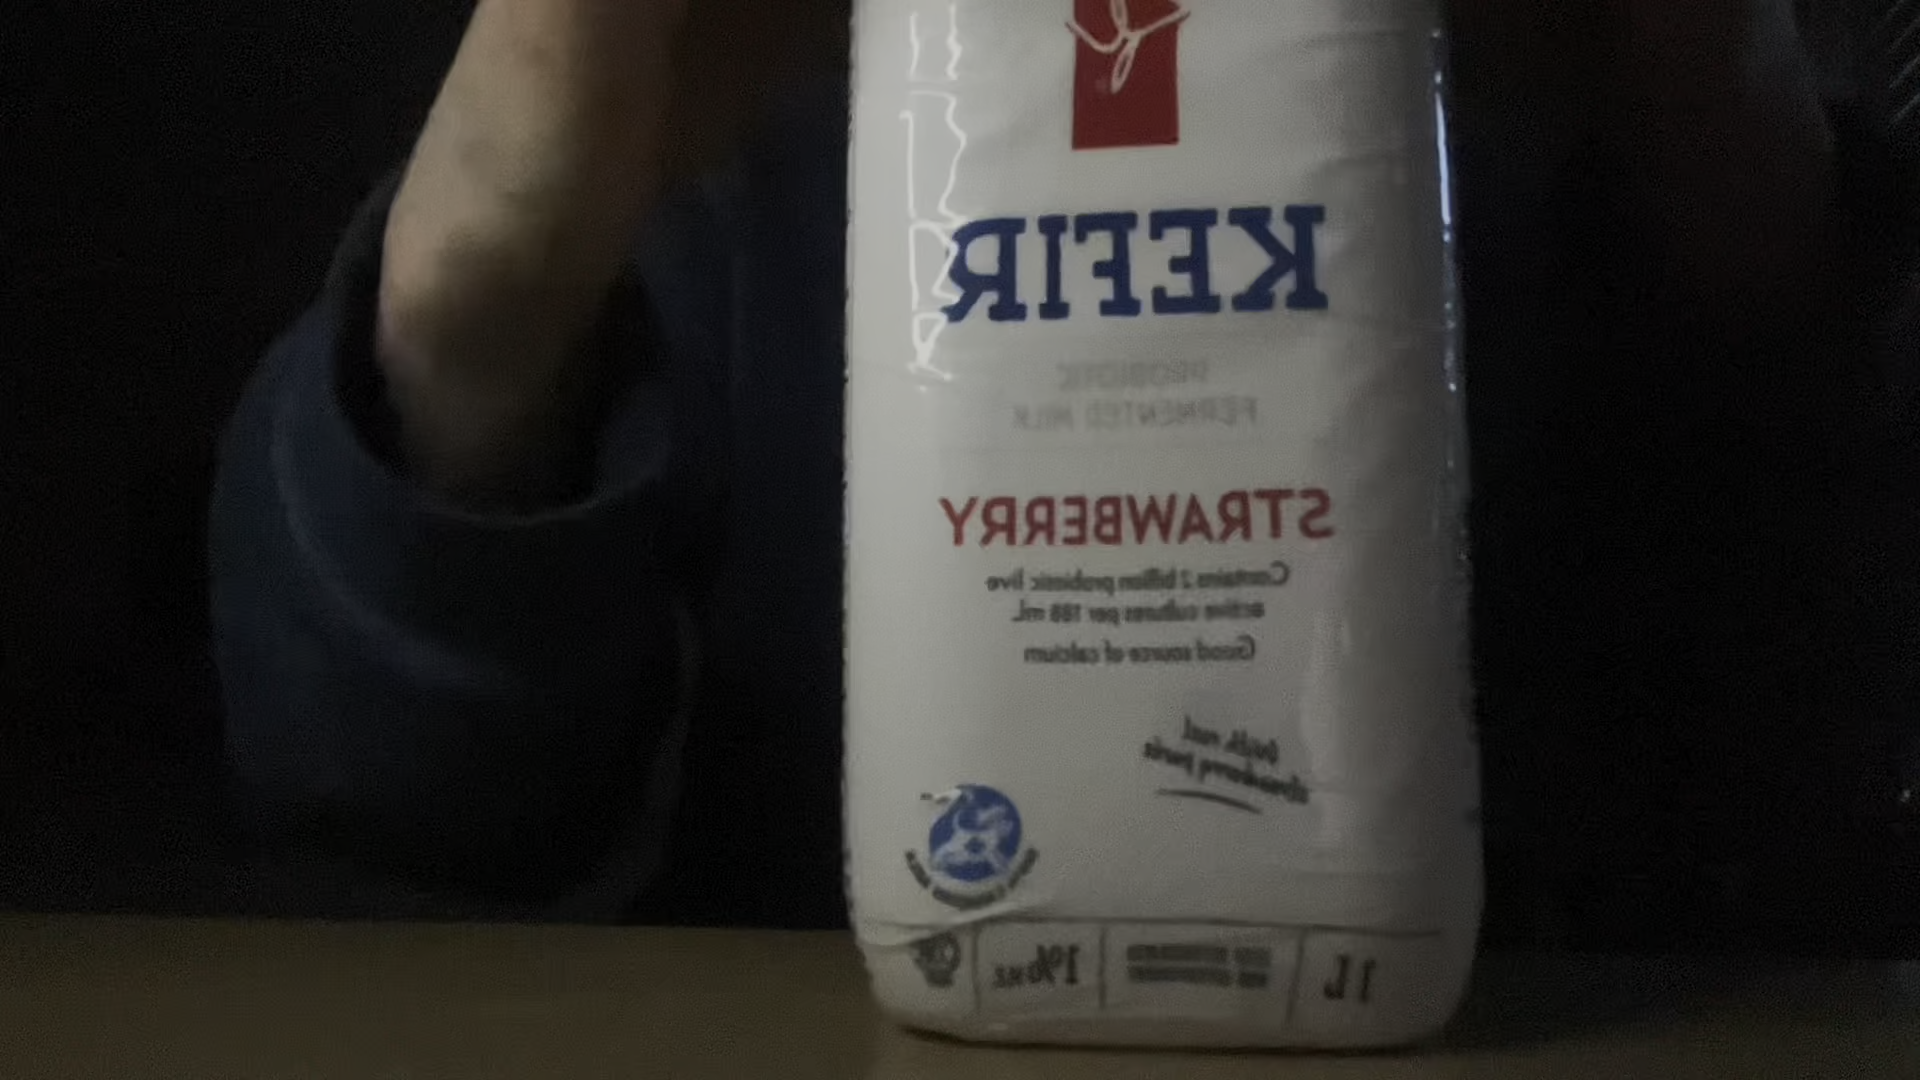 KEFIR
PROBIOTIC
FERMENTED MILK
STRAWBERRY
Contains 2 billion probiotic live
active cultures per 188 mL
Good source of calcium
with real
strawberry purée
1 L
1% M.F.